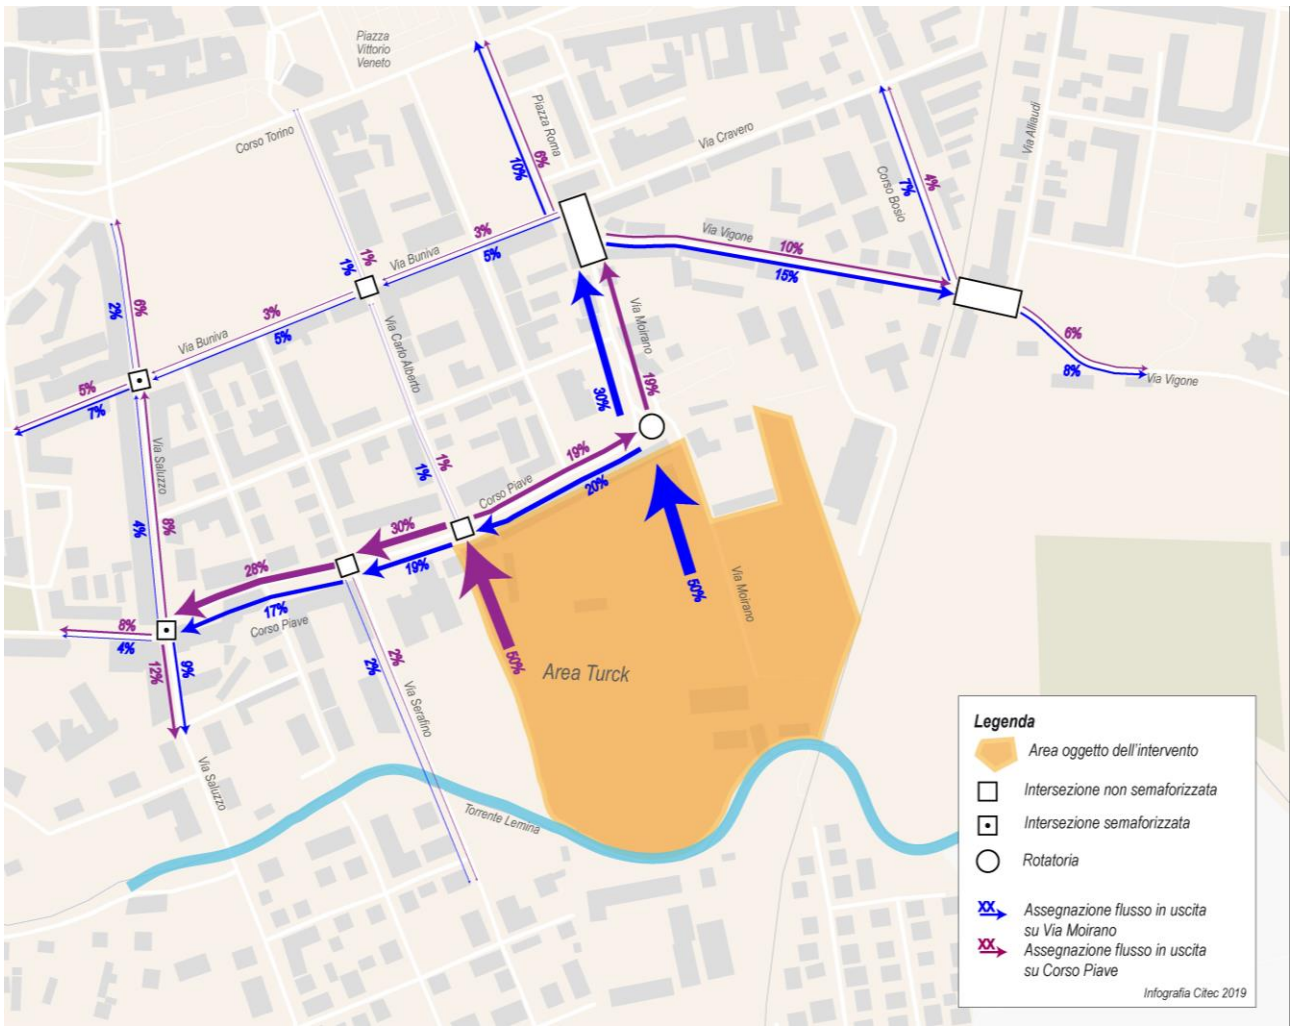 Piazza
Vittorio
Veneto
Corso Torino
Piazza Roma
6%
10%
Via Cravero
Via Alliaudi
Corso Bosio
4%
7%
Via Vigone
10%
15%
3%
Via Buniva
5%
1%
1%
6%
2%
3%
Via Buniva
5%
Via Carlo Alberto
Via Moirano
6%
8%
Via Vigone
5%
7%
19%
30%
Via Saluzzo
8%
4%
1%
1%
19%
Corso Piave
20%
30%
19%
28%
17%
Corso Piave
8%
4%
12%
9%
2%
2%
Via Serafino
50%
50%
Via Moirano
Area Turck
Via Saluzzo
Torrente Lemina
Legenda
Area oggetto dell'intervento
Intersezione non semaforizzata
Intersezione semaforizzata
Rotatoria
XX
Assegnazione flusso in uscita
su Via Moirano
XX
Assegnazione flusso in uscita
su Corso Piave
Infografia Citec 2019